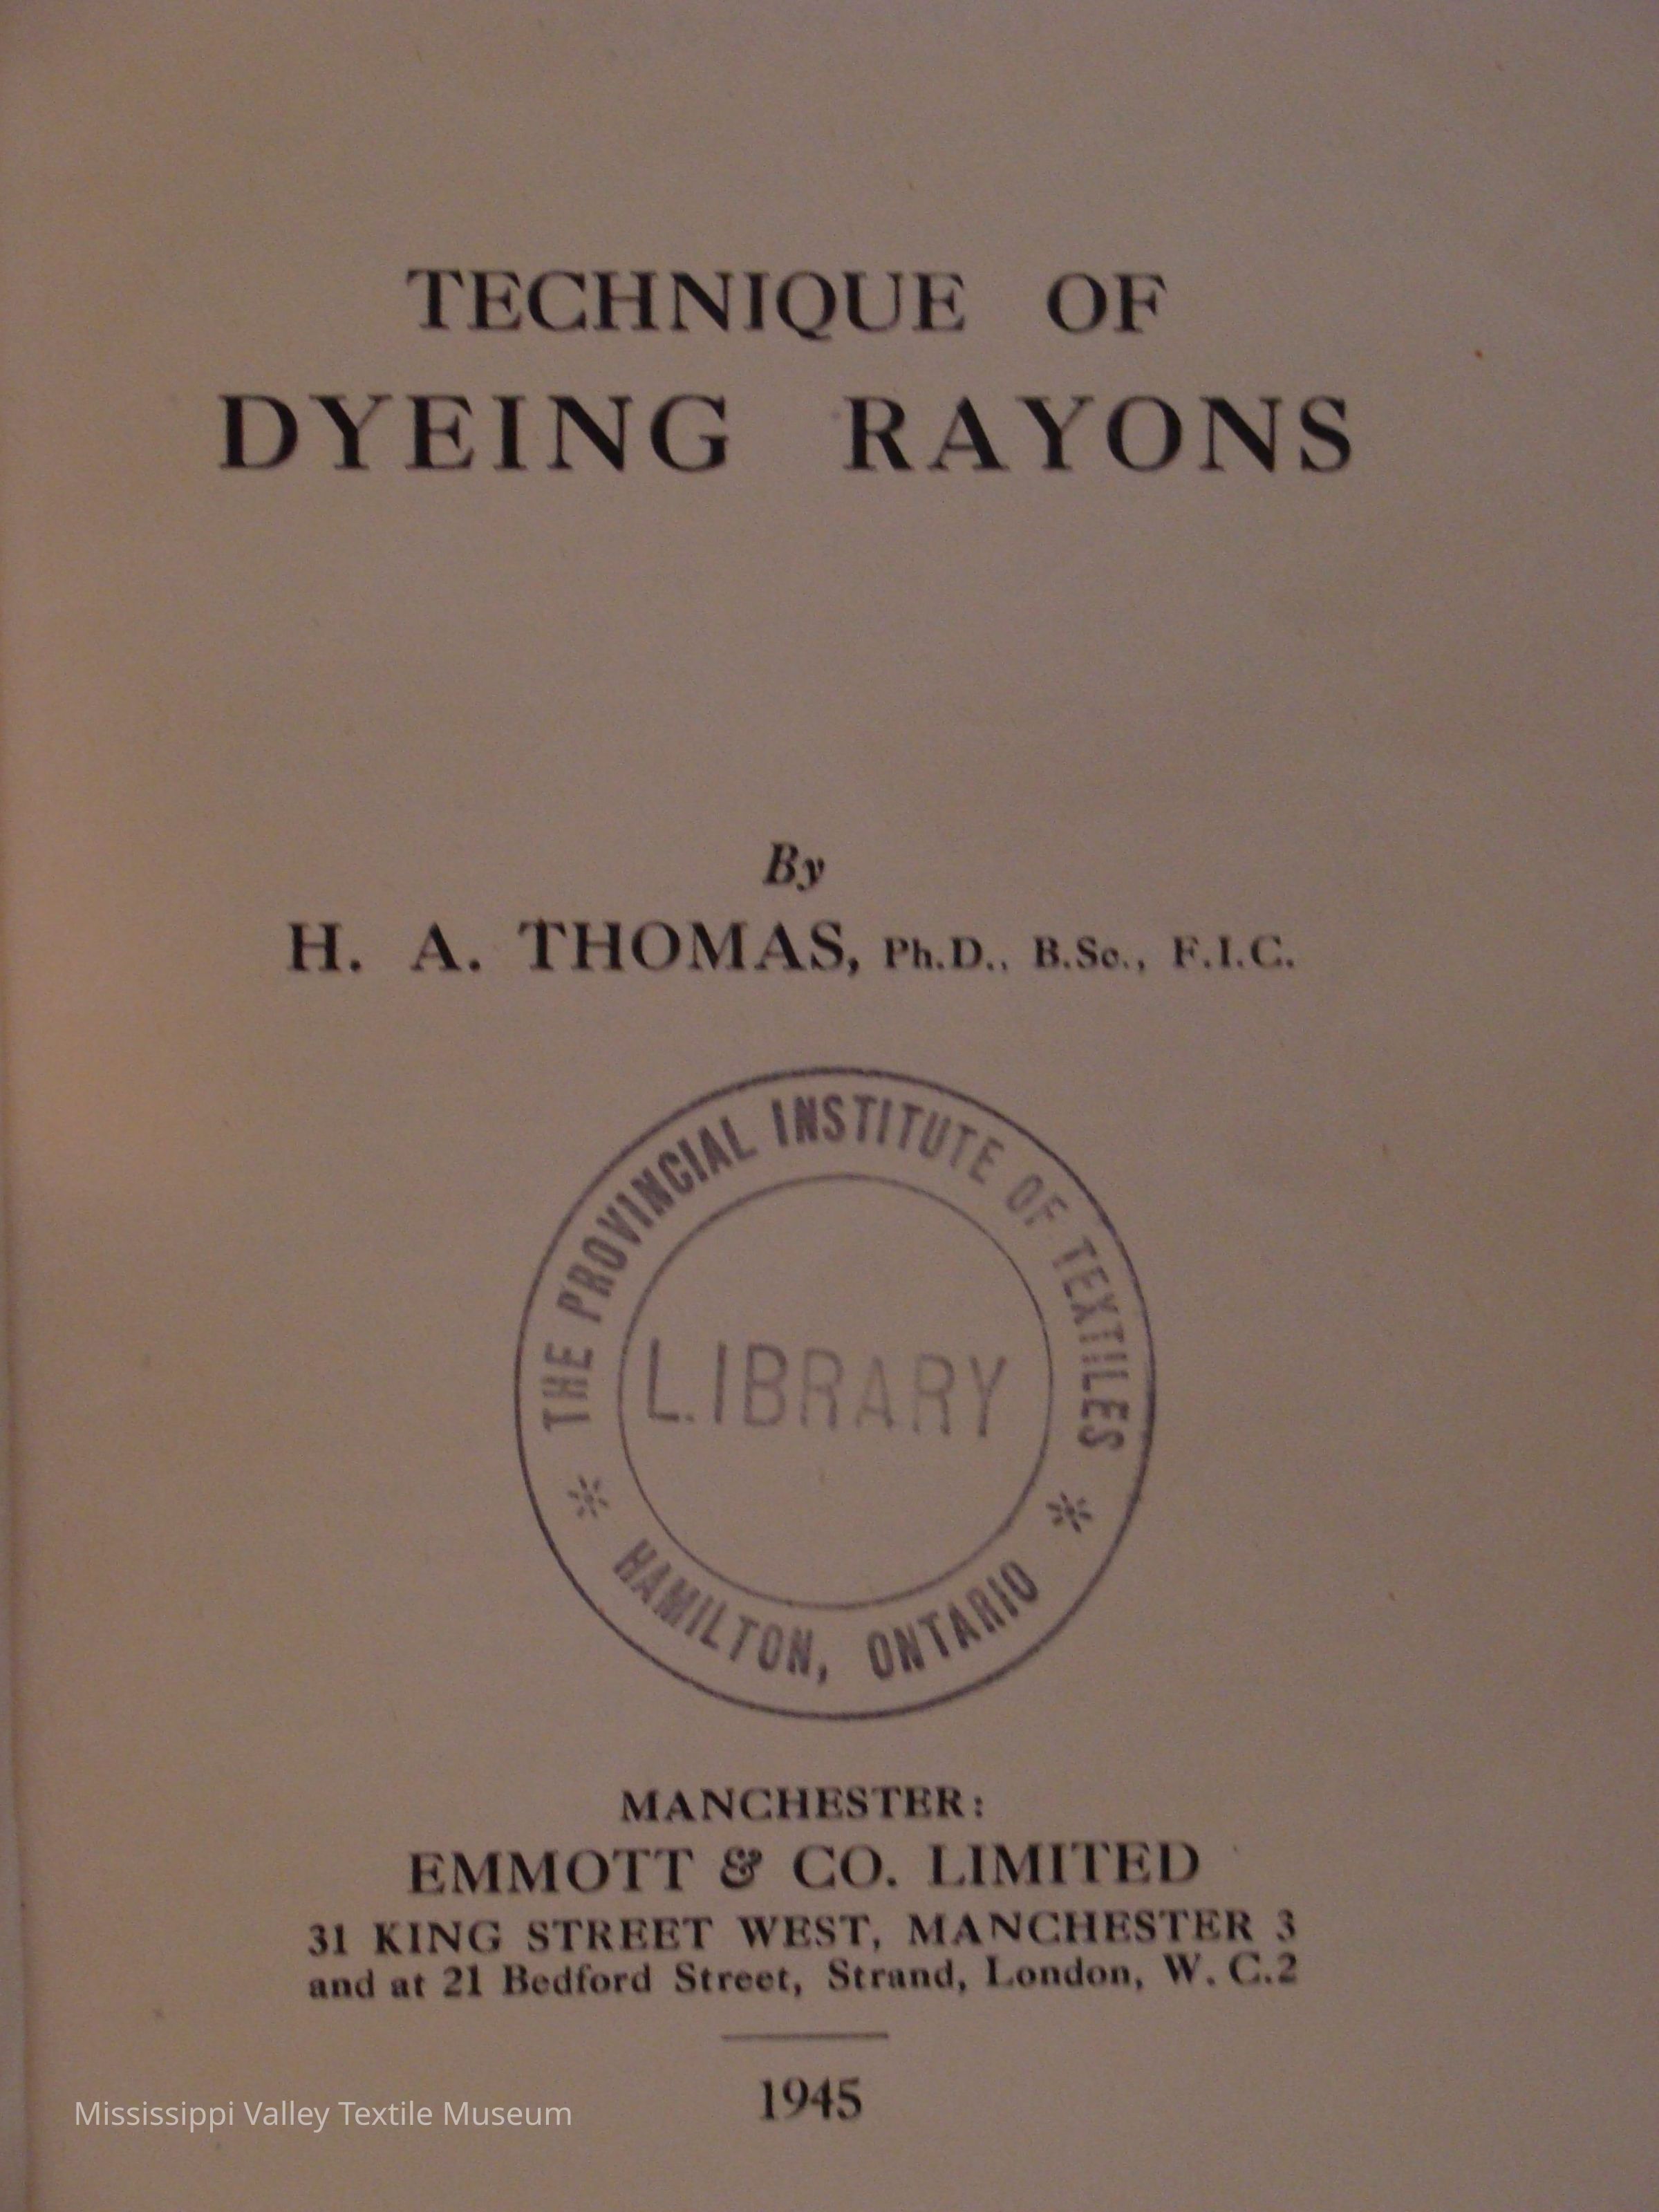 TECHNIQUE OF
DYEING RAYONS
By
H. A. THOMAS, Ph.D., B.Sc., F.I.C.
THE PROVINCIAL INSTITUTE OF TEXTILES
LIBRARY
* HAMILTON, ONTARIO *
MANCHESTER:
EMMOTT & CO. LIMITED
31 KING STREET WEST, MANCHESTER 3
and at 21 Bedford Street, Strand, London, W.C.2
1945
Mississippi Valley Textile Museum